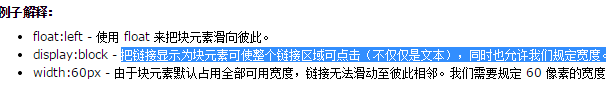 例子解释：
float:left - 使用 float 来把块元素滑向彼此。
display:block - 把链接显示为块元素可使整个链接区域可点击（不仅仅是文本），同时也允许我们规定宽度。
width:60px - 由于块元素默认占用全部可用宽度，链接无法滑动至彼此相邻。我们需要规定 60 像素的宽度